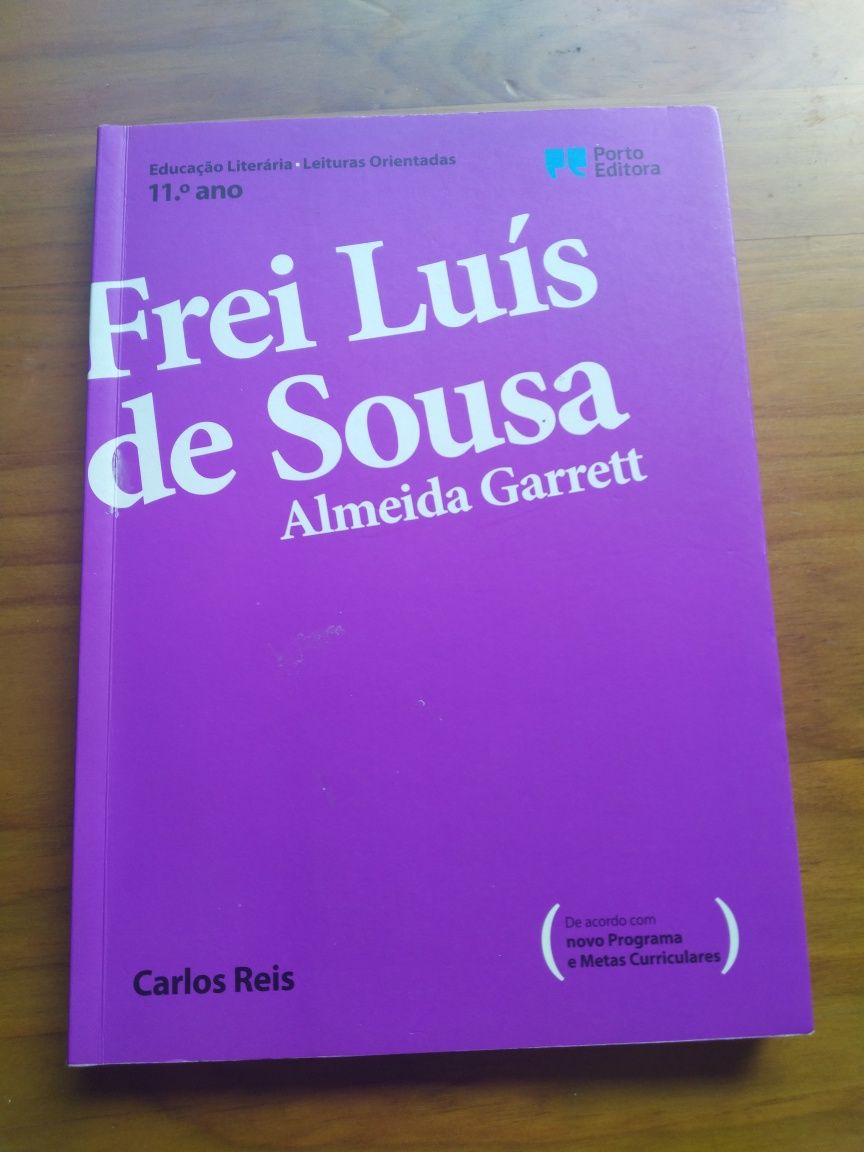 Educação Literária ▪ Leituras Orientadas
11.º ano
Porto
Editora
Frei Luís
de Sousa
Almeida Garrett
De acordo com
novo Programa
e Metas Curriculares
Carlos Reis